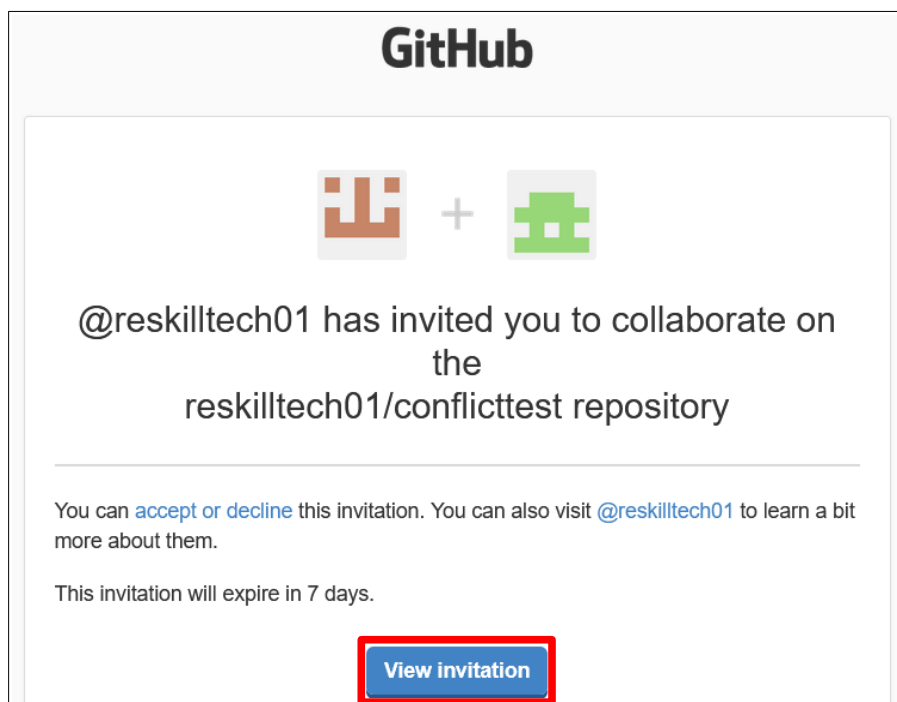 GitHub
@reskilltech01 has invited you to collaborate on
the
reskilltech01/conflicttest repository
You can accept or decline this invitation. You can also visit @reskilltech01 to learn a bit
more about them.
This invitation will expire in 7 days.
View invitation